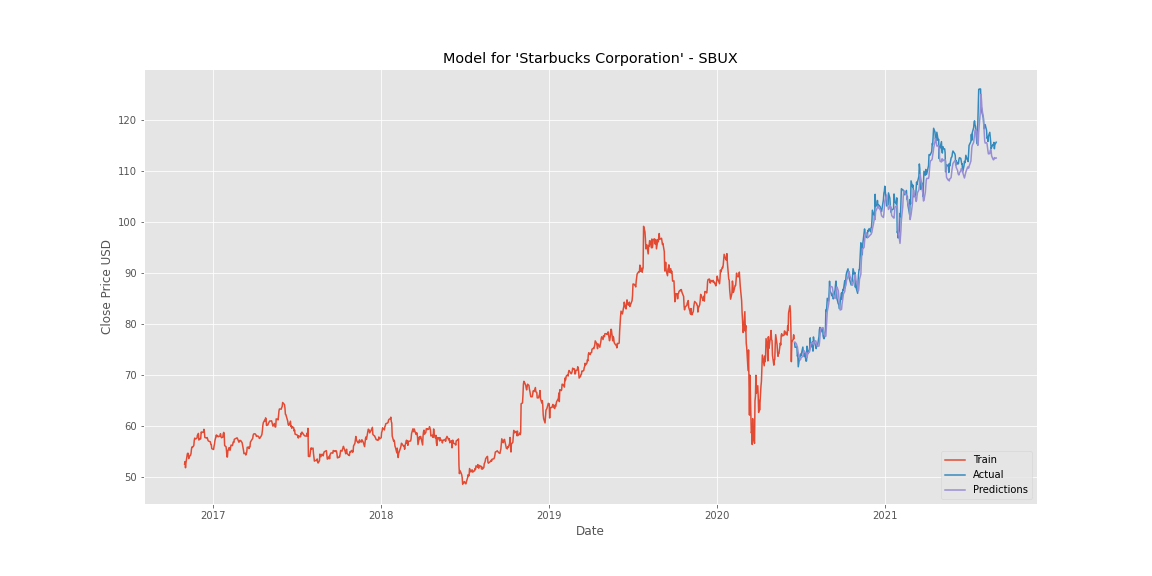 Model for 'Starbucks Corporation' - SBUX
Close Price USD
120
110
100
90
80
70
60
50
2017
2018
2019
2020
2021
Date
Train
Actual
Predictions